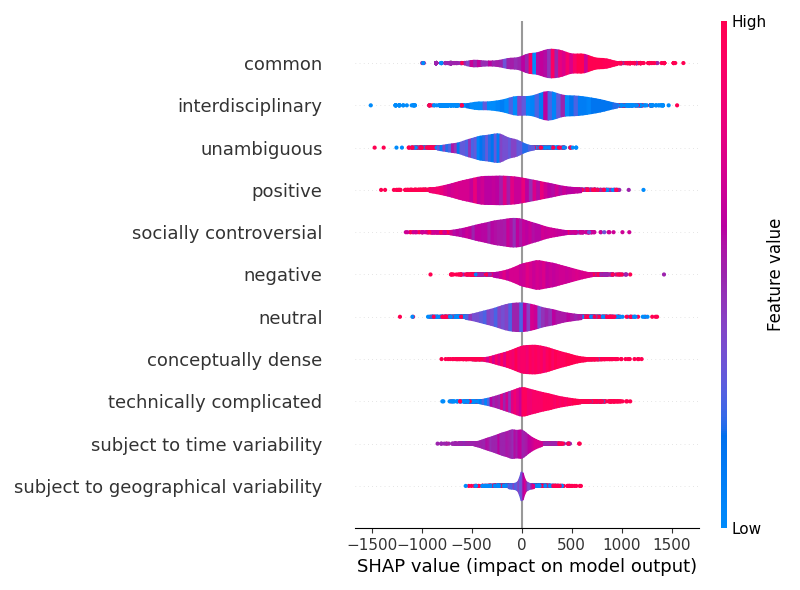 High
common
interdisciplinary
unambiguous
positive
socially controversial
negative
neutral
conceptually dense
technically complicated
subject to time variability
subject to geographical variability
Feature value
Low
−1500 −1000 −500 0 500 1000 1500
SHAP value (impact on model output)